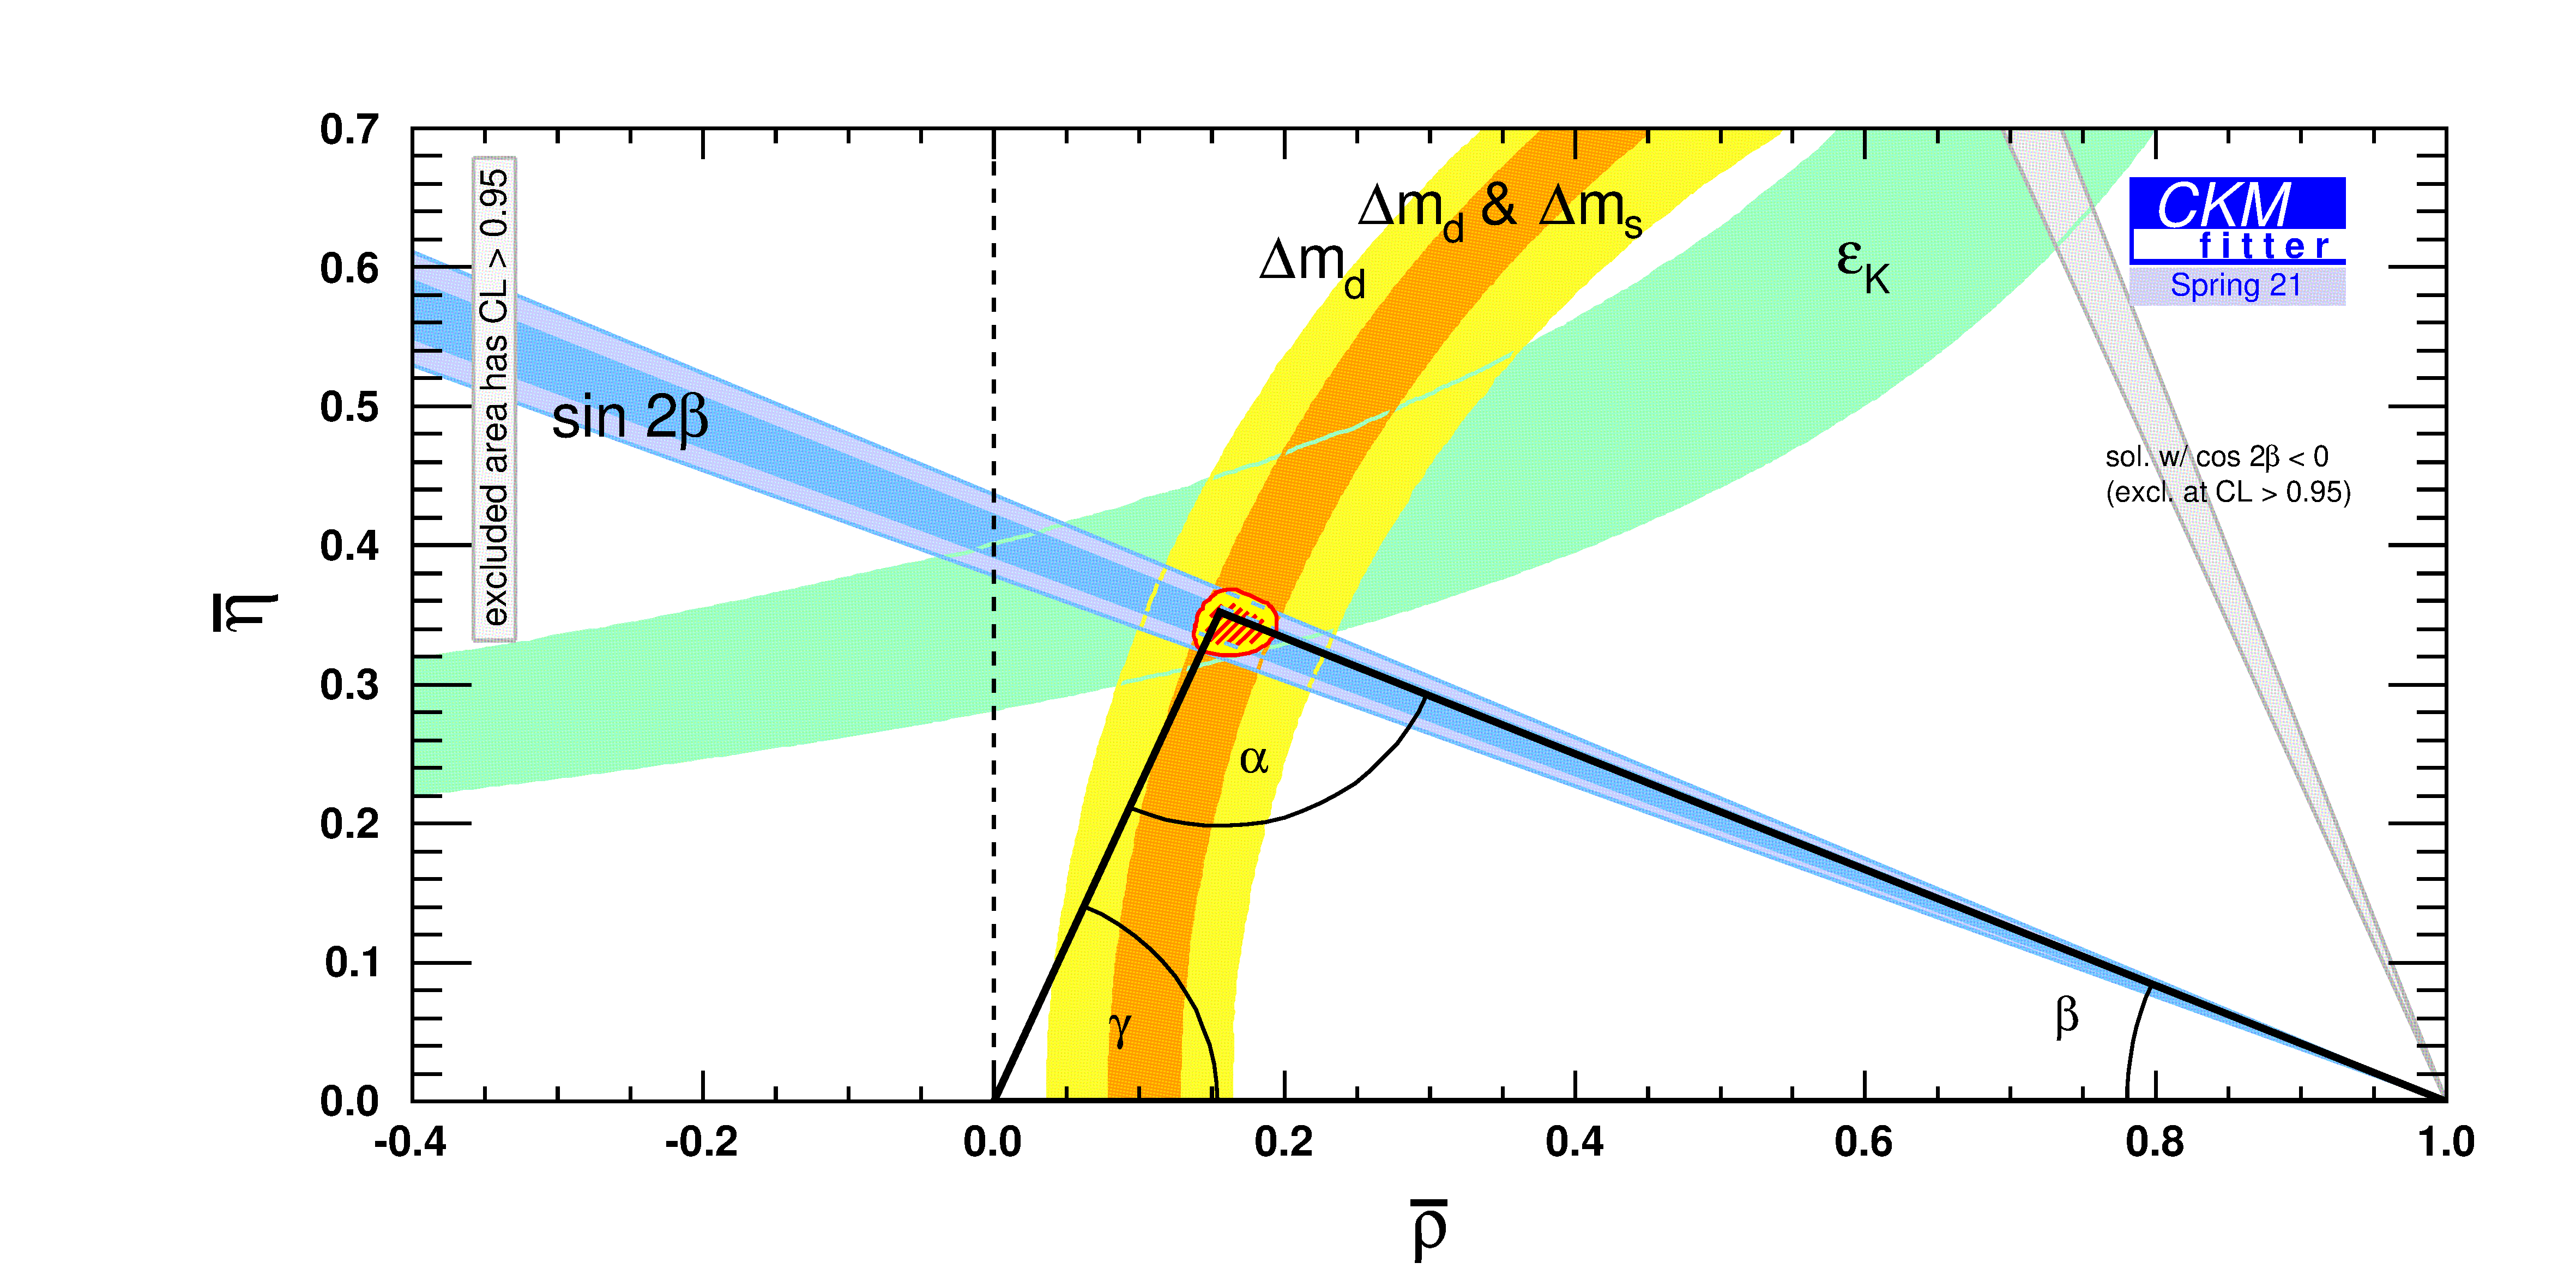 0.7
0.6
0.5
0.4
0.3
0.2
0.1
0.0
-0.4
-0.2
0.0
0.2
0.4
0.6
0.8
1.0
η̅
ρ̅
excluded area has CL > 0.95
sin 2β
Δm_d
Δm_d & Δm_s
ε_K
CKM
fitter
Spring 21
sol. w/ cos 2β < 0
(excl. at CL > 0.95)
α
γ
β